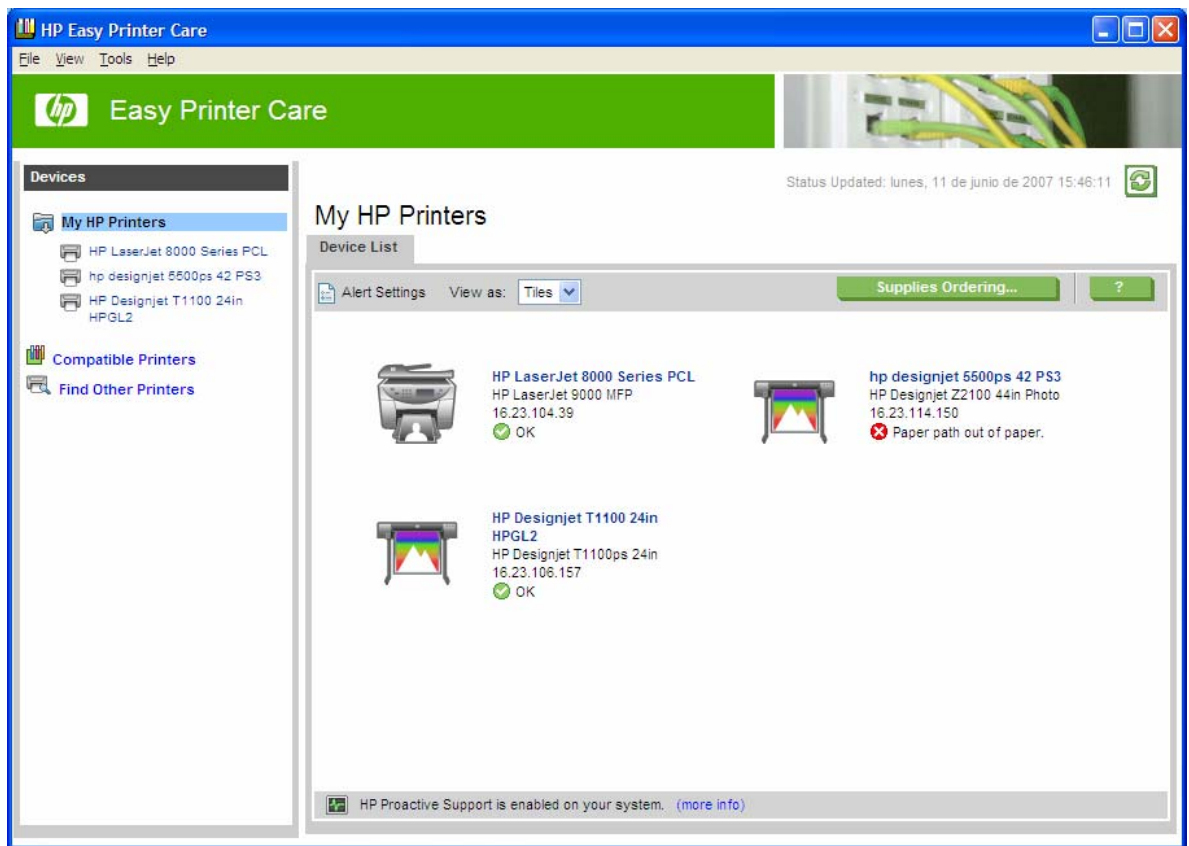 HP Easy Printer Care
File View Tools Help
hp Easy Printer Care
Devices
My HP Printers
HP LaserJet 8000 Series PCL
hp designjet 5500ps 42 PS3
HP Designjet T1100 24in
HPGL2
Compatible Printers
Find Other Printers
Status Updated: lunes, 11 de junio de 2007 15:46:11
My HP Printers
Device List
Alert Settings View as: Tiles Supplies Ordering... ?
HP LaserJet 8000 Series PCL
HP LaserJet 9000 MFP
16.23.104.39
OK
hp designjet 5500ps 42 PS3
HP Designjet Z2100 44in Photo
16.23.114.150
Paper path out of paper.
HP Designjet T1100 24in
HPGL2
HP Designjet T1100ps 24in
16.23.106.157
OK
HP Proactive Support is enabled on your system. (more info)